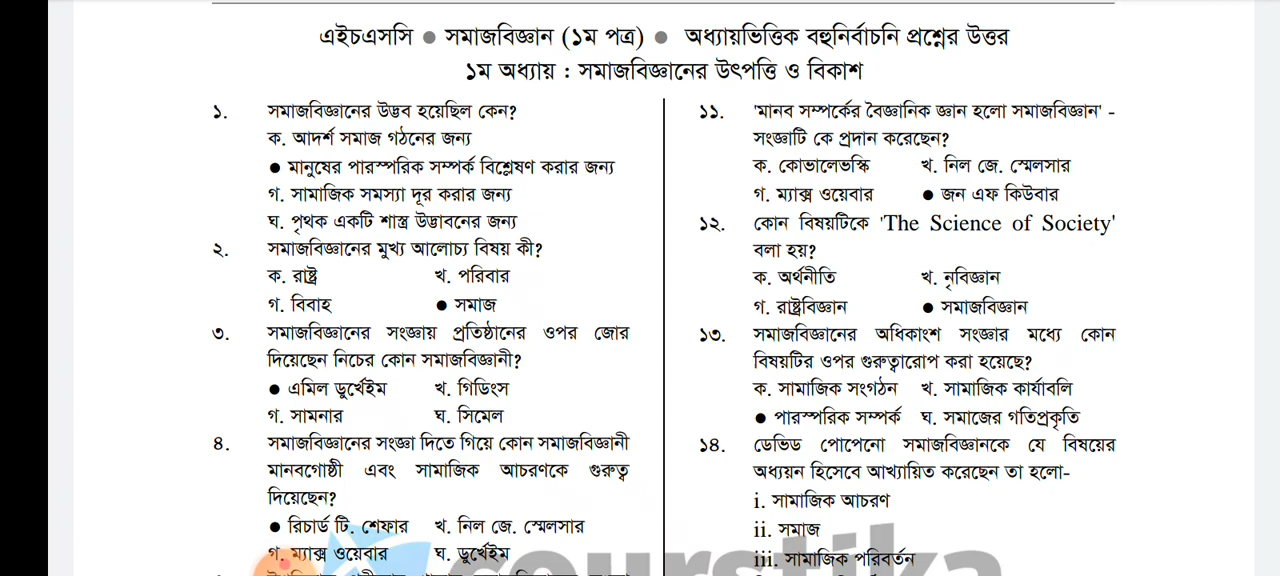 এইচএসসি ● সমাজবিজ্ঞান (১ম পত্র) ● অধ্যায়ভিত্তিক বহুনির্বাচনি প্রশ্নের উত্তর
১ম অধ্যায় : সমাজবিজ্ঞানের উৎপত্তি ও বিকাশ
১. সমাজবিজ্ঞানের উদ্ভব হয়েছিল কেন?
ক. আদর্শ সমাজ গঠনের জন্য
● মানুষের পারস্পরিক সম্পর্ক বিশ্লেষণ করার জন্য
গ. সামাজিক সমস্যা দূর করার জন্য
ঘ. পৃথক একটি শাস্ত্র উদ্ভাবনের জন্য
২. সমাজবিজ্ঞানের মুখ্য আলোচ্য বিষয় কী?
ক. রাষ্ট্র খ. পরিবার
গ. বিবাহ ● সমাজ
৩. সমাজবিজ্ঞানের সংজ্ঞায় প্রতিষ্ঠানের ওপর জোর
দিয়েছেন নিচের কোন সমাজবিজ্ঞানী?
● এমিল ডুর্খেইম খ. গিডিংস
গ. সামনার ঘ. সিমেল
৪. সমাজবিজ্ঞানের সংজ্ঞা দিতে গিয়ে কোন সমাজবিজ্ঞানী
মানবগোষ্ঠী এবং সামাজিক আচরণকে গুরুত্ব
দিয়েছেন?
● রিচার্ড টি. শেফার খ. নিল জে. স্মেলসার
গ. ম্যাক্স ওয়েবার ঘ. ডুর্খেইম
১১. 'মানব সম্পর্কের বৈজ্ঞানিক জ্ঞান হলো সমাজবিজ্ঞান' -
সংজ্ঞাটি কে প্রদান করেছেন?
ক. কোভালেভস্কি খ. নিল জে. স্মেলসার
গ. ম্যাক্স ওয়েবার ● জন এফ কিউবার
১২. কোন বিষয়টিকে 'The Science of Society'
বলা হয়?
ক. অর্থনীতি খ. নৃবিজ্ঞান
গ. রাষ্ট্রবিজ্ঞান ● সমাজবিজ্ঞান
১৩. সমাজবিজ্ঞানের অধিকাংশ সংজ্ঞার মধ্যে কোন
বিষয়টির ওপর গুরুত্বারোপ করা হয়েছে?
ক. সামাজিক সংগঠন খ. সামাজিক কার্যাবলি
● পারস্পরিক সম্পর্ক ঘ. সমাজের গতিপ্রকৃতি
১৪. ডেভিড পোপেনো সমাজবিজ্ঞানকে যে বিষয়ের
অধ্যয়ন হিসেবে আখ্যায়িত করেছেন তা হলো-
i. সামাজিক আচরণ
ii. সমাজ
iii. সামাজিক পরিবর্তন
courstika